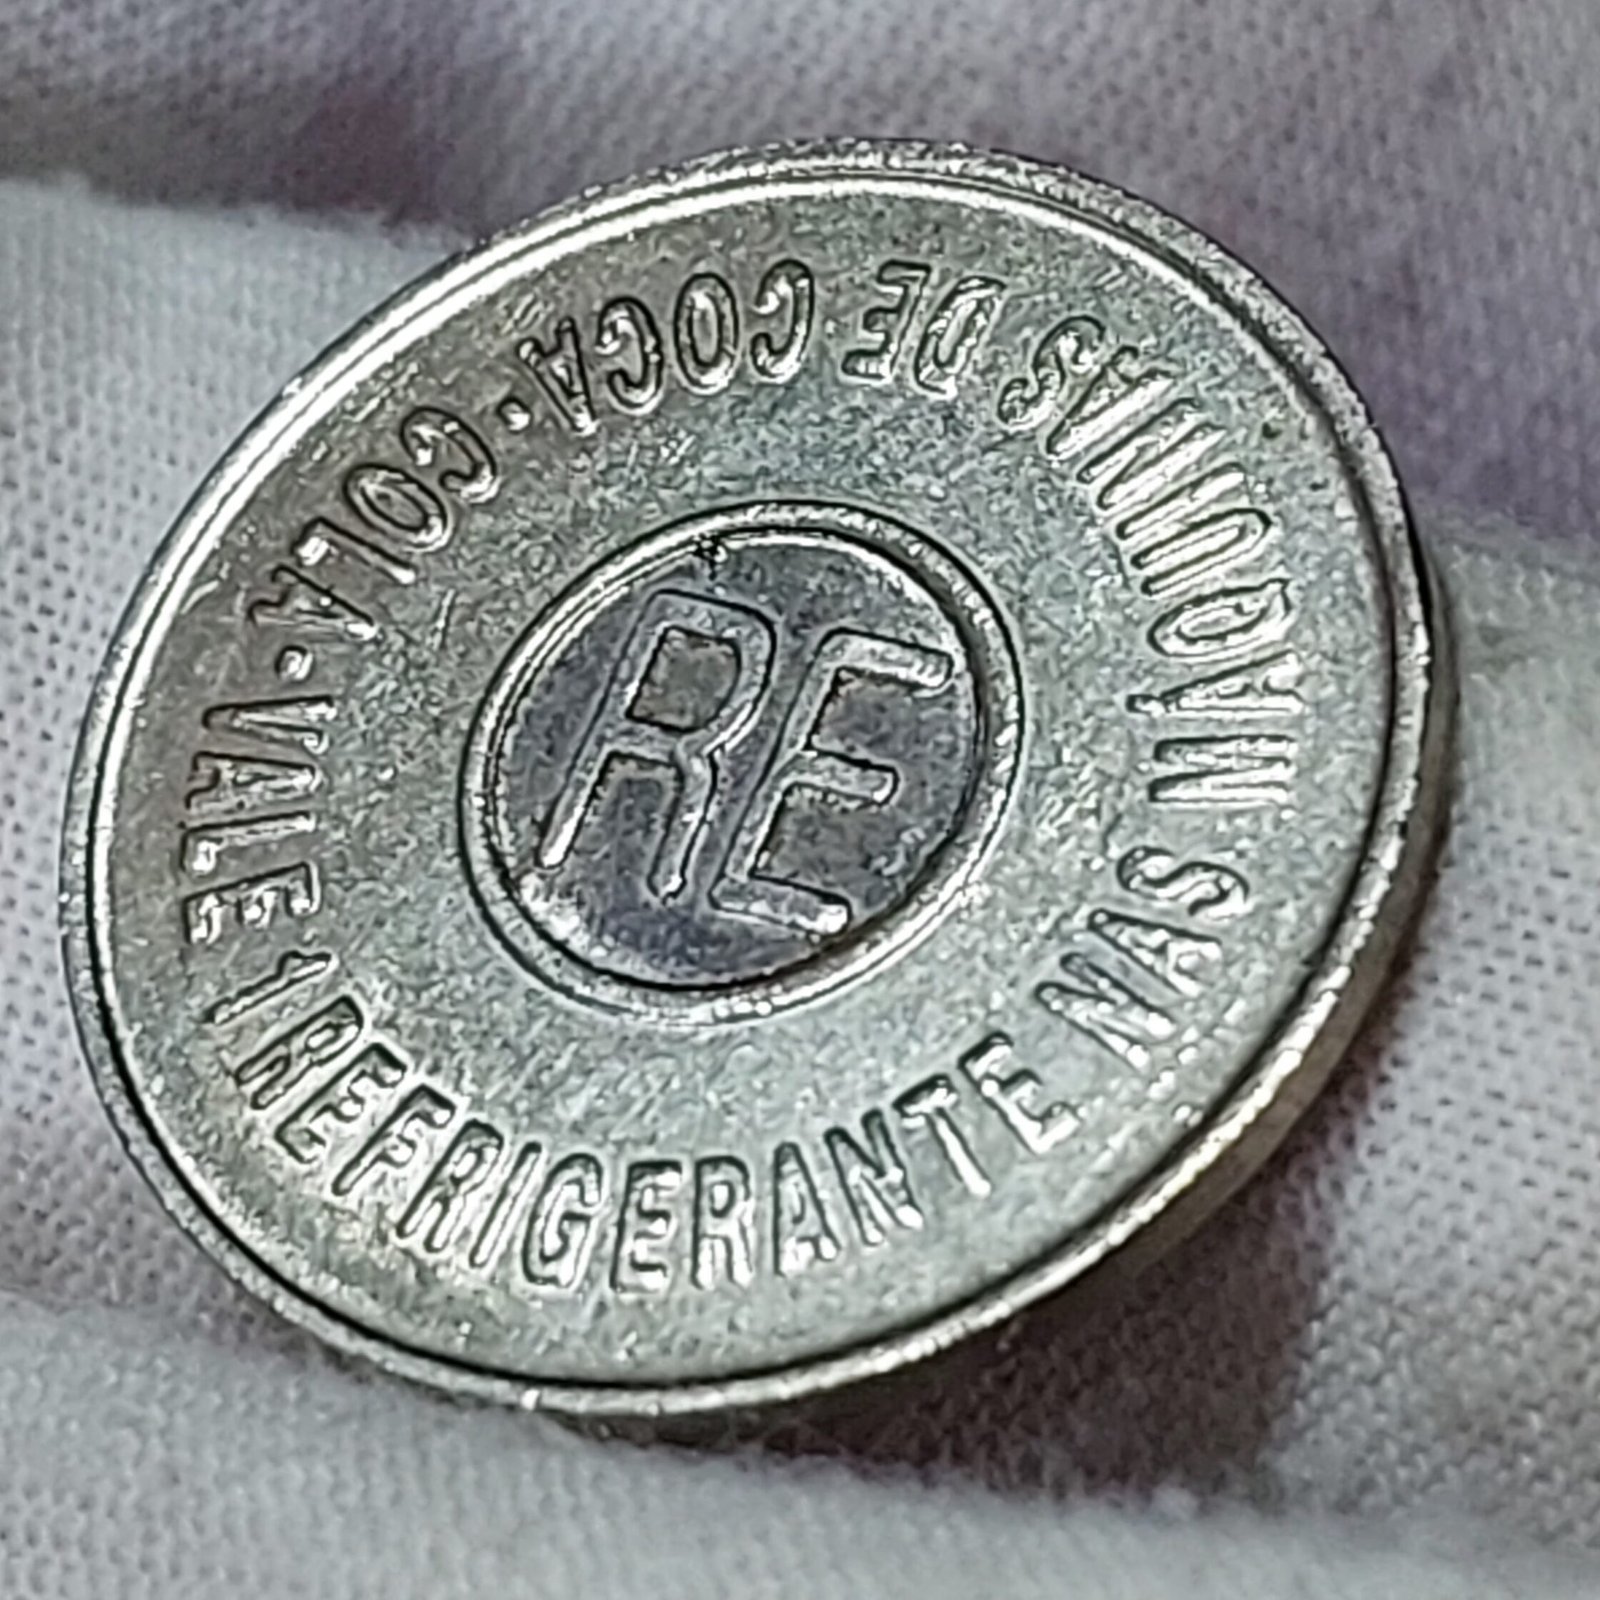 VALE 1 REFRIGERANTE NAS MÁQUINAS DE COCA·COLA·
RE